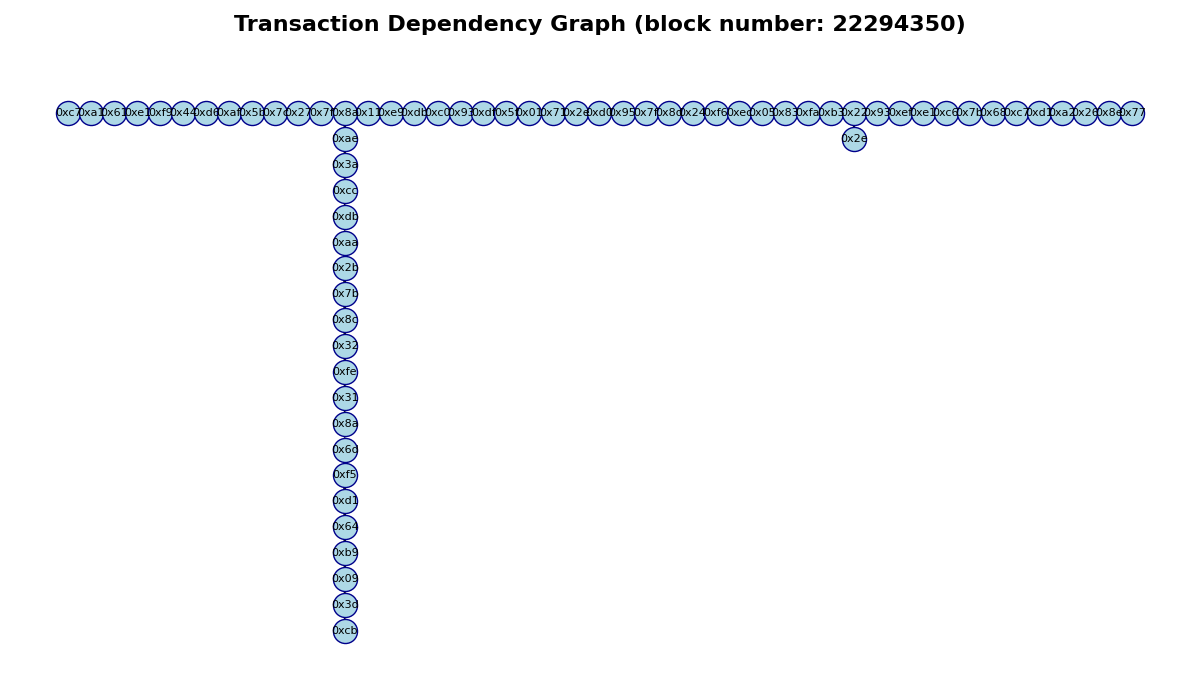 Transaction Dependency Graph (block number: 22294350)
0xc7 0xa1 0x61 0xe1 0xf9 0x44 0xd6 0xaf 0x5b 0x7c 0x27 0x7f 0x8a 0x11 0xe9 0xdb 0xc0 0x93 0xdf 0x5f 0x01 0x71 0x2e 0xd0 0x95 0x7f 0x8d 0x24 0xf6 0xec 0x05 0x83 0xfa 0xb3 0x22 0x93 0xef 0xe1 0xc6 0x7b 0x68 0xc7 0xd1 0xa2 0x26 0x8e 0x77
0xae 0x2e
0x3a
0xcc
0xdb
0xaa
0x2b
0x7b
0x8c
0x32
0xfe
0x31
0x8a
0x6d
0xf5
0xd1
0x64
0xb9
0x09
0x3d
0xcb